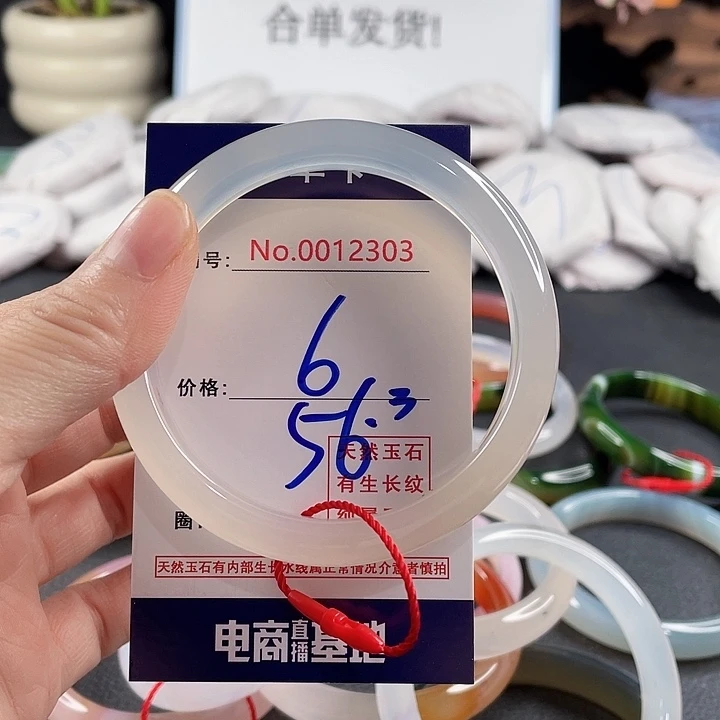 合单发货!
号:
No.0012303
6
价格:
56.3
天然玉石
有生长纹
圈
天然玉石有内部生长水线属正常情况介意者慎拍
电商直播基地